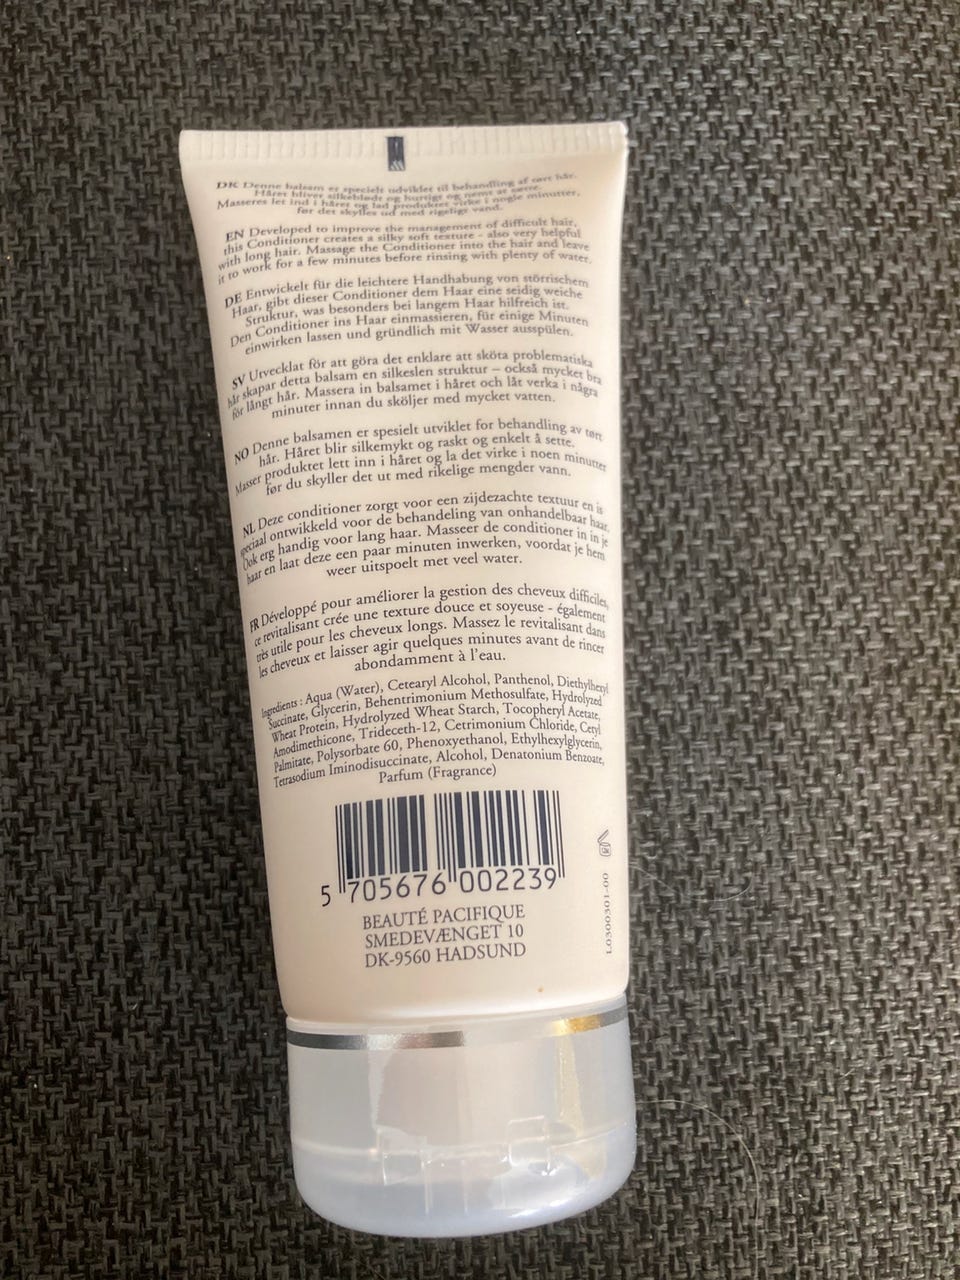 DK Denne balsam er specielt udviklet til behandling af tørt hår.
Håret bliver silkeblødt og hurtigt og nemt at sætte.
Masseres let ind i håret og lad produktet virke i nogle minutter,
før det skylles ud med rigeligt vand.
EN Developed to improve the management of difficult hair,
this Conditioner creates a silky soft texture - also very helpful
with long hair. Massage the Conditioner into the hair and leave
it to work for a few minutes before rinsing with plenty of water.
DE Entwickelt für die leichtere Handhabung von störrischem
Haar, gibt dieser Conditioner dem Haar eine seidig weiche
Struktur, was besonders bei langem Haar hilfreich ist.
Den Conditioner ins Haar einmassieren, für einige Minuten
einwirken lassen und gründlich mit Wasser ausspülen.
SV Utvecklat för att göra det enklare att sköta problematiska
hår skapar detta balsam en silkeslen struktur – också mycket bra
för långt hår. Massera in balsamet i håret och låt verka i några
minuter innan du sköljer med mycket vatten.
NO Denne balsamen er spesielt utviklet for behandling av tørt
hår. Håret blir silkemykt og raskt og enkelt å sette.
Masser produktet lett inn i håret og la det virke i noen minutter
før du skyller det ut med rikelige mengder vann.
NL Deze conditioner zorgt voor een zijdezachte textuur en is
speciaal ontwikkeld voor de behandeling van onhandelbaar haar.
Ook erg handig voor lang haar. Masseer de conditioner in in je
haar en laat deze een paar minuten inwerken, voordat je hem
weer uitspoelt met veel water.
FR Développé pour améliorer la gestion des cheveux difficiles,
ce revitalisant crée une texture douce et soyeuse - également
très utile pour les cheveux longs. Massez le revitalisant dans
les cheveux et laisser agir quelques minutes avant de rincer
abondamment à l'eau.
Ingredients : Aqua (Water), Cetearyl Alcohol, Panthenol, Diethylhexyl
Succinate, Glycerin, Behentrimonium Methosulfate, Hydrolyzed
Wheat Protein, Hydrolyzed Wheat Starch, Tocopheryl Acetate,
Amodimethicone, Trideceth-12, Cetrimonium Chloride, Cetyl
Palmitate, Polysorbate 60, Phenoxyethanol, Ethylhexylglycerin,
Tetrasodium Iminodisuccinate, Alcohol, Denatonium Benzoate,
Parfum (Fragrance)
5 705676 002239
BEAUTÉ PACIFIQUE
SMEDEVÆNGET 10
DK-9560 HADSUND
L0300301-00